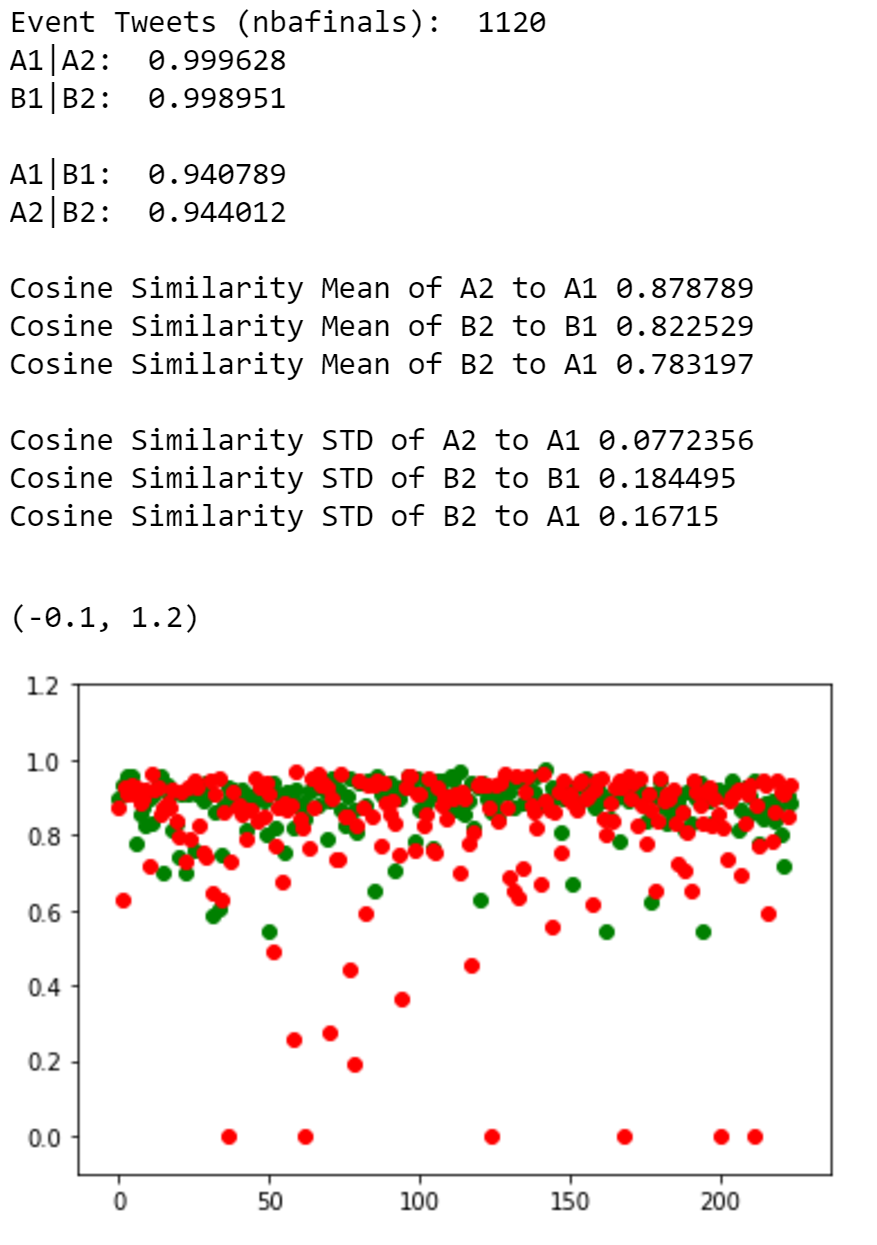 Event Tweets (nbafinals):  1120
A1|A2:  0.999628
B1|B2:  0.998951
A1|B1:  0.940789
A2|B2:  0.944012
Cosine Similarity Mean of A2 to A1 0.878789
Cosine Similarity Mean of B2 to B1 0.822529
Cosine Similarity Mean of B2 to A1 0.783197
Cosine Similarity STD of A2 to A1 0.0772356
Cosine Similarity STD of B2 to B1 0.184495
Cosine Similarity STD of B2 to A1 0.16715
(-0.1, 1.2)
1.2
1.0
0.8
0.6
0.4
0.2
0.0
0 50 100 150 200